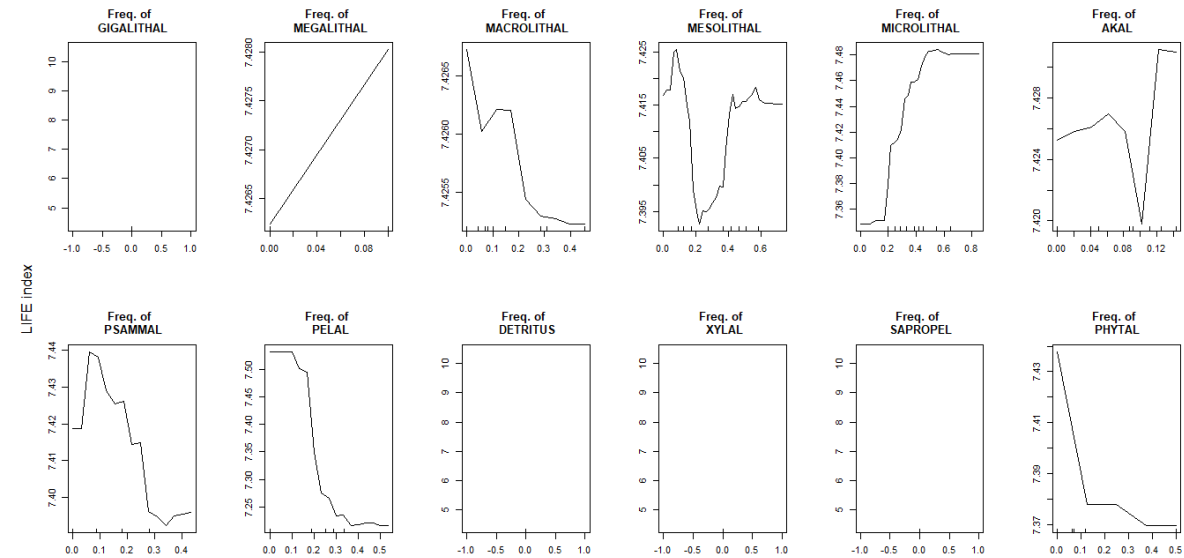 Freq. of
GIGALITHAL
10
9
8
7
6
5
-1.0 -0.5 0.0 0.5 1.0
Freq. of
MEGALITHAL
7.4280
7.4275
7.4270
7.4265
0.00 0.04 0.08
Freq. of
MACROLITHAL
7.4265
7.4260
7.4255
0.0 0.1 0.2 0.3 0.4
Freq. of
MESOLITHAL
7.425
7.415
7.405
7.395
0.0 0.2 0.4 0.6
Freq. of
MICROLITHAL
7.48
7.46
7.44
7.42
7.40
7.38
7.36
0.0 0.2 0.4 0.6 0.8
Freq. of
AKAL
7.428
7.424
7.420
0.00 0.04 0.08 0.12
LIFE index
Freq. of
PSAMMAL
7.44
7.43
7.42
7.41
7.40
0.0 0.1 0.2 0.3 0.4
Freq. of
PELAL
7.50
7.45
7.40
7.35
7.30
7.25
0.0 0.1 0.2 0.3 0.4 0.5
Freq. of
DETRITUS
10
9
8
7
6
5
-1.0 -0.5 0.0 0.5 1.0
Freq. of
XYLAL
10
9
8
7
6
5
-1.0 -0.5 0.0 0.5 1.0
Freq. of
SAPROPEL
10
9
8
7
6
5
-1.0 -0.5 0.0 0.5 1.0
Freq. of
PHYTAL
7.43
7.41
7.39
7.37
0.0 0.1 0.2 0.3 0.4 0.5